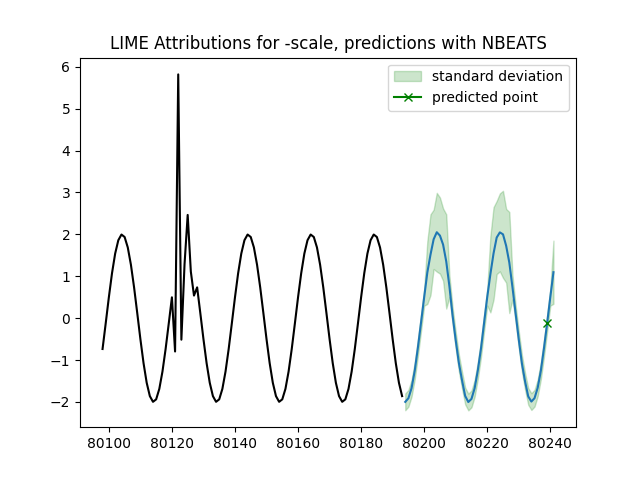 LIME Attributions for -scale, predictions with NBEATS
standard deviation
predicted point
6
5
4
3
2
1
0
−1
−2
80100 80120 80140 80160 80180 80200 80220 80240